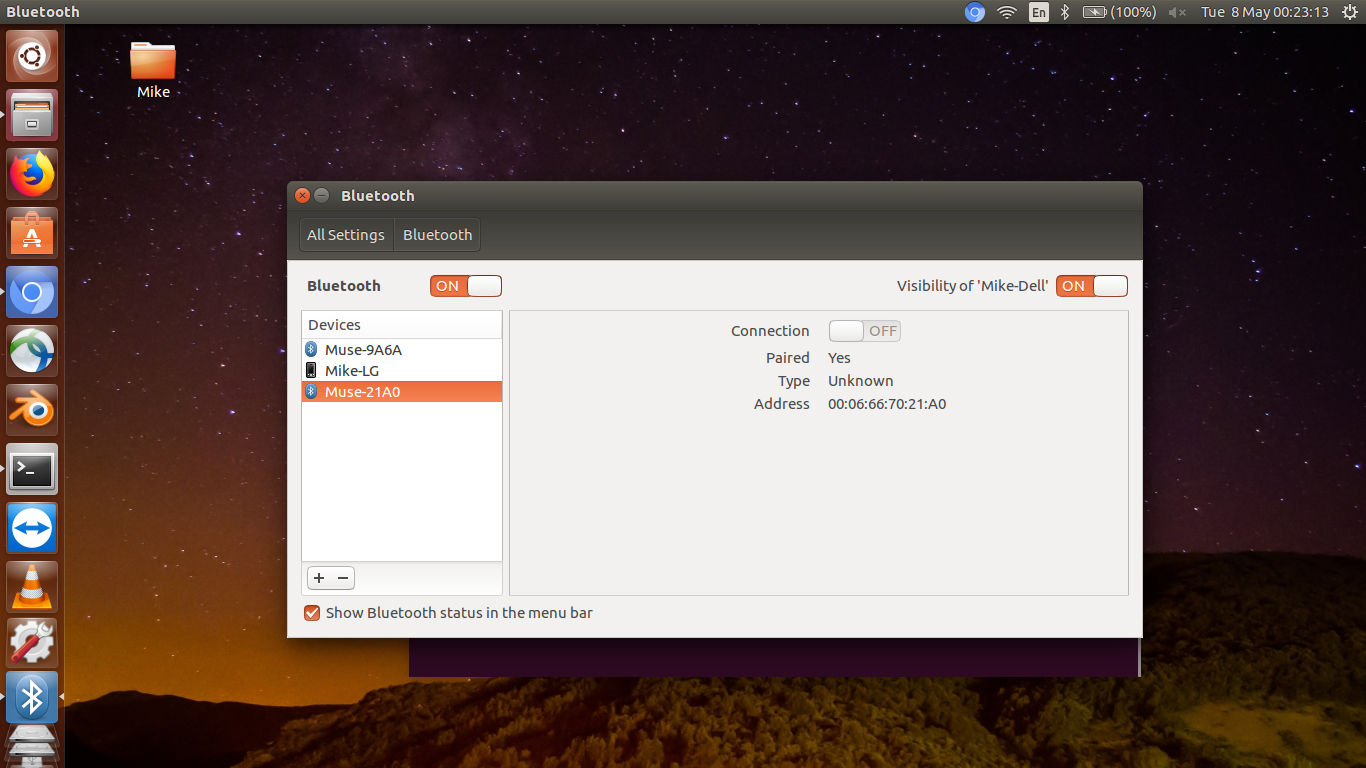 Bluetooth
En
(100%)
Tue 8 May 00:23:13
Mike
Bluetooth
All Settings
Bluetooth
Bluetooth
ON
Visibility of 'Mike-Dell'
ON
Devices
Muse-9A6A
Mike-LG
Muse-21A0
Connection
OFF
Paired
Yes
Type
Unknown
Address
00:06:66:70:21:A0
+ −
Show Bluetooth status in the menu bar